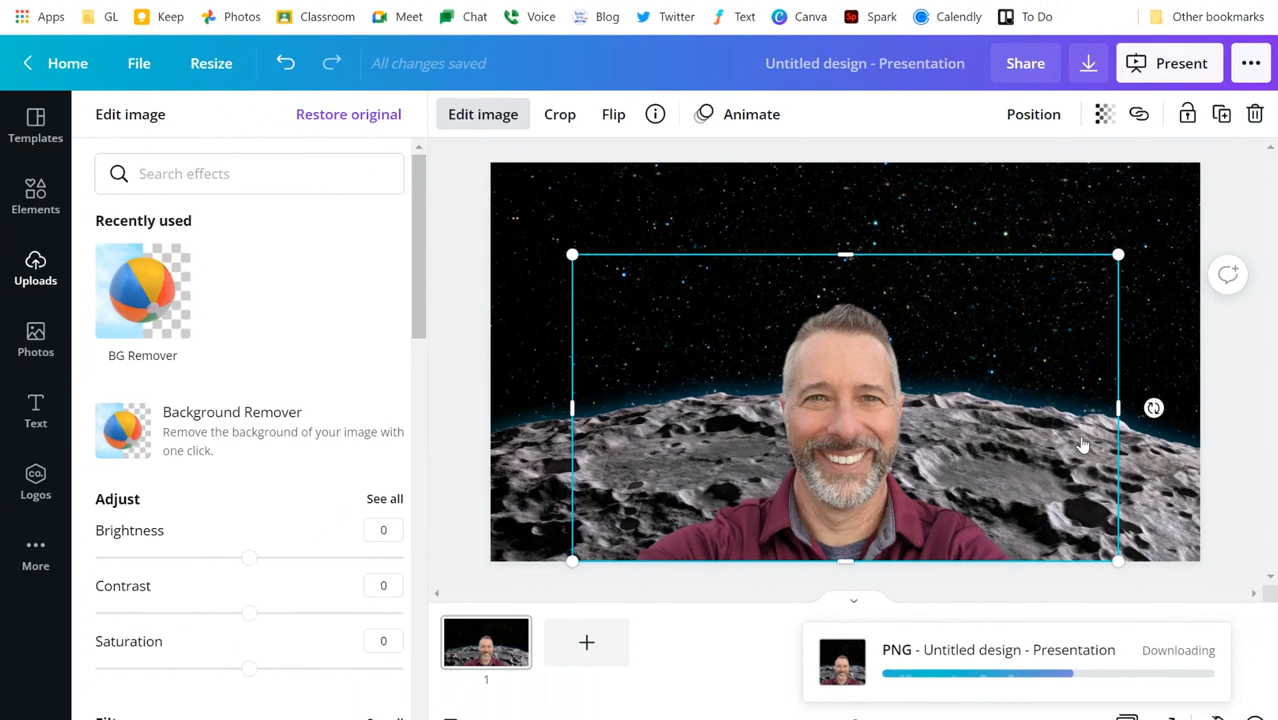 Apps GL Keep Photos Classroom Meet Chat Voice Blog Twitter Text Canva Spark Calendly To Do Other bookmarks
Home File Resize All changes saved Untitled design - Presentation Share Present
Edit image Restore original Edit image Crop Flip Animate Position
Templates
Elements
Uploads
Photos
Text
CO.
Logos
More
Search effects
Recently used
BG Remover
Background Remover
Remove the background of your image with
one click.
Adjust See all
Brightness 0
Contrast 0
Saturation 0
1
PNG - Untitled design - Presentation Downloading